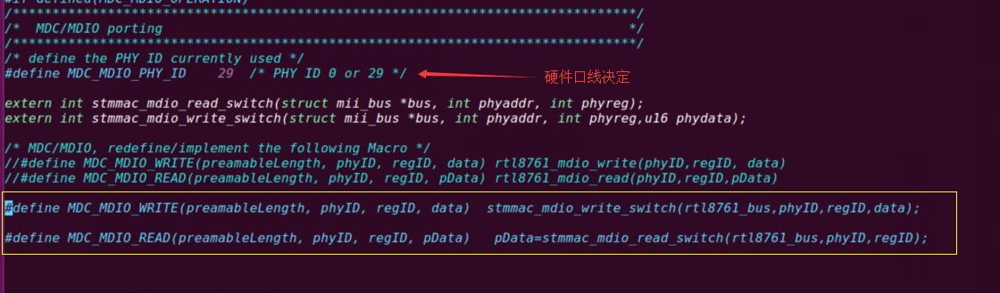 #if defined(MDC_MDIO_OPERATION)
/******************************************************************************/
/*  MDC/MDIO porting                                                          */
/******************************************************************************/
/* define the PHY ID currently used */
#define MDC_MDIO_PHY_ID    29  /* PHY ID 0 or 29 */
硬件口线决定
extern int stmmac_mdio_read_switch(struct mii_bus *bus, int phyaddr, int phyreg);
extern int stmmac_mdio_write_switch(struct mii_bus *bus, int phyaddr, int phyreg,u16 phydata);
/* MDC/MDIO, redefine/implement the following Macro */
//#define MDC_MDIO_WRITE(preamableLength, phyID, regID, data) rtl8761_mdio_write(phyID,regID, data)
//#define MDC_MDIO_READ(preamableLength, phyID, regID, pData) rtl8761_mdio_read(phyID,regID,pData)
#define MDC_MDIO_WRITE(preamableLength, phyID, regID, data)  stmmac_mdio_write_switch(rtl8761_bus,phyID,regID,data);
#define MDC_MDIO_READ(preamableLength, phyID, regID, pData)   pData=stmmac_mdio_read_switch(rtl8761_bus,phyID,regID);